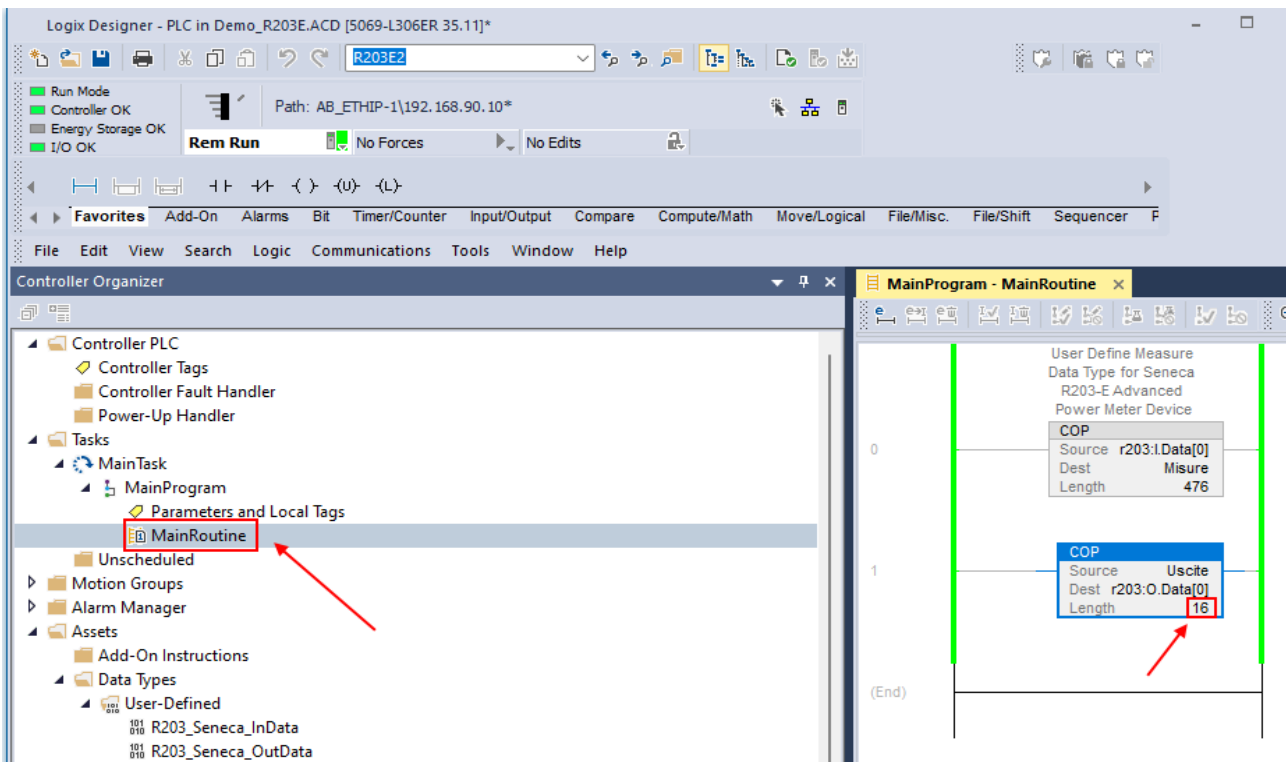 Logix Designer - PLC in Demo_R203E.ACD [5069-L306ER 35.11]*
R203E2
Run Mode
Controller OK
Energy Storage OK
I/O OK
Path: AB_ETHIP-1\192.168.90.10*
Rem Run
No Forces
No Edits
Favorites Add-On Alarms Bit Timer/Counter Input/Output Compare Compute/Math Move/Logical File/Misc. File/Shift Sequencer
File Edit View Search Logic Communications Tools Window Help
Controller Organizer
Controller PLC
Controller Tags
Controller Fault Handler
Power-Up Handler
Tasks
MainTask
MainProgram
Parameters and Local Tags
MainRoutine
Unscheduled
Motion Groups
Alarm Manager
Assets
Add-On Instructions
Data Types
User-Defined
R203_Seneca_InData
R203_Seneca_OutData
MainProgram - MainRoutine
User Define Measure
Data Type for Seneca
R203-E Advanced
Power Meter Device
0
COP
Source r203:I.Data[0]
Dest Misure
Length 476
1
COP
Source Uscite
Dest r203:O.Data[0]
Length 16
(End)